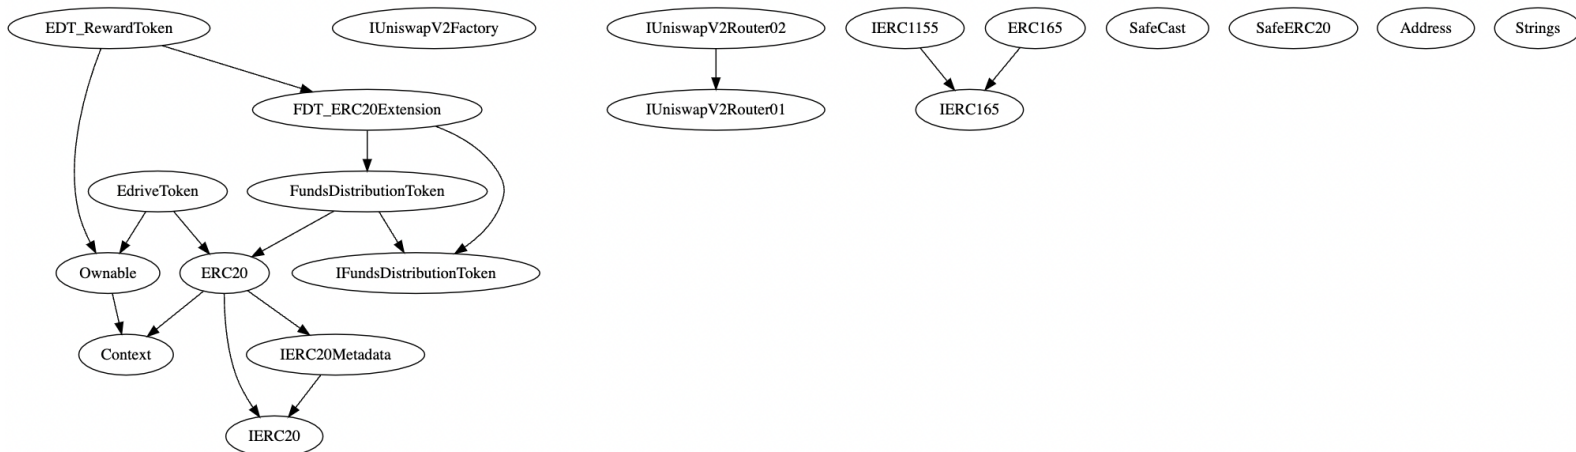 EDT_RewardToken
IUniswapV2Factory
IUniswapV2Router02
IERC1155
ERC165
SafeCast
SafeERC20
Address
Strings
FDT_ERC20Extension
IUniswapV2Router01
IERC165
EdriveToken
FundsDistributionToken
Ownable
ERC20
IFundsDistributionToken
Context
IERC20Metadata
IERC20